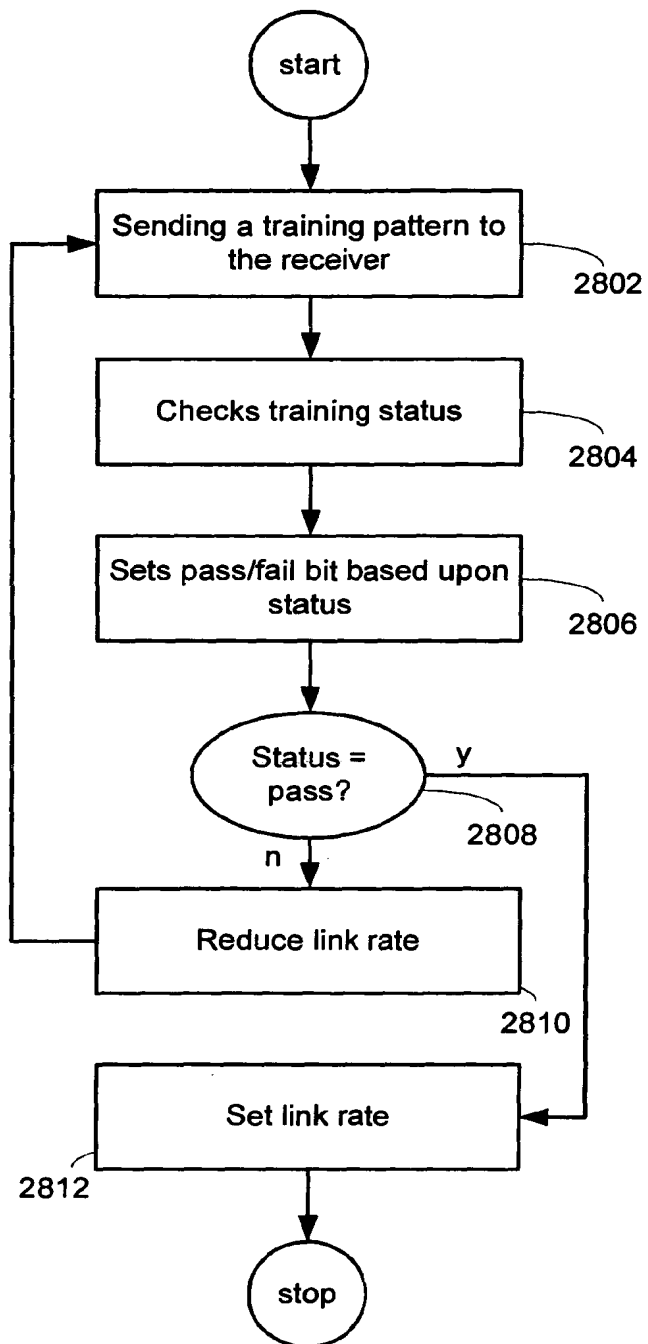 start
Sending a training pattern to
the receiver
2802
Checks training status
2804
Sets pass/fail bit based upon
status
2806
Status =
pass?
y
2808
n
Reduce link rate
2810
Set link rate
2812
stop